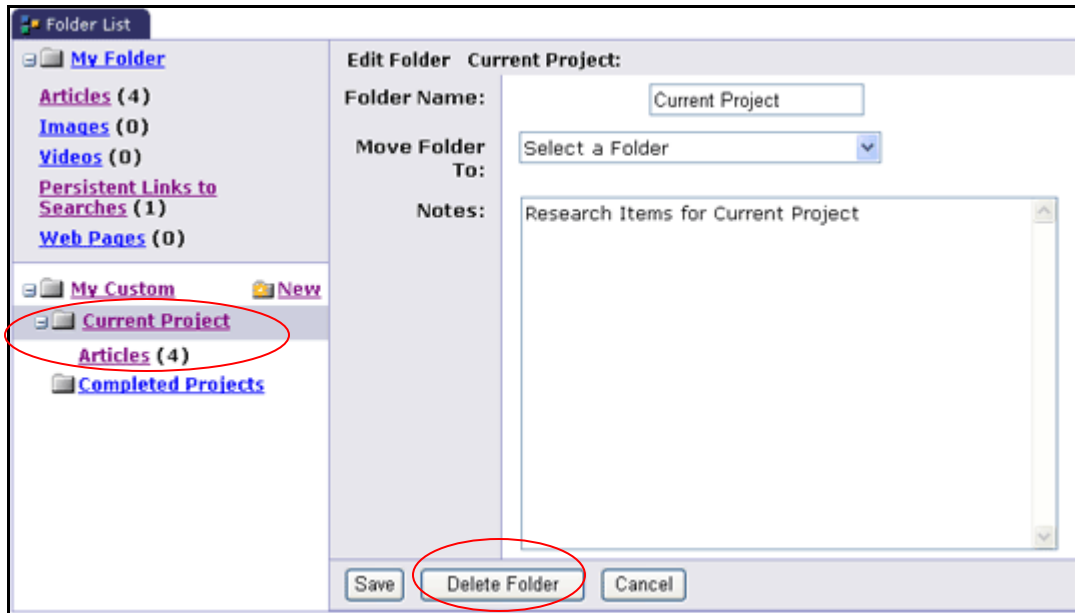 Folder List
My Folder
Articles (4)
Images (0)
Videos (0)
Persistent Links to
Searches (1)
Web Pages (0)
My Custom
New
Current Project
Articles (4)
Completed Projects
Edit Folder Current Project:
Folder Name:
Current Project
Move Folder
To:
Select a Folder
Notes:
Research Items for Current Project
Save
Delete Folder
Cancel